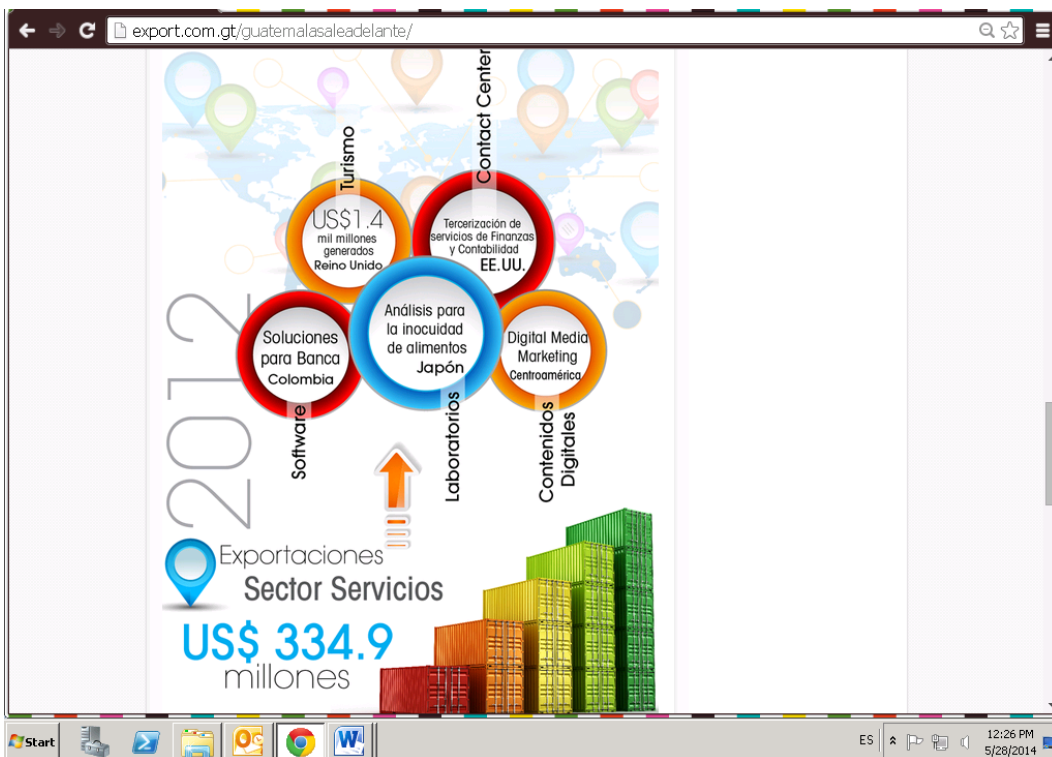 export.com.gt/guatemalasaleadelante/
Contact Center
Turismo
US$1.4
mil millones
generados
Reino Unido
Tercerización de
servicios de Finanzas
y Contabilidad
EE.UU.
Soluciones
para Banca
Colombia
Análisis para
la inocuidad
de alimentos
Japón
Digital Media
Marketing
Centroamérica
Software
Laboratorios
Contenidos
Digitales
2012
Exportaciones
Sector Servicios
US$ 334.9
millones
Start
ES
12:26 PM
5/28/2014